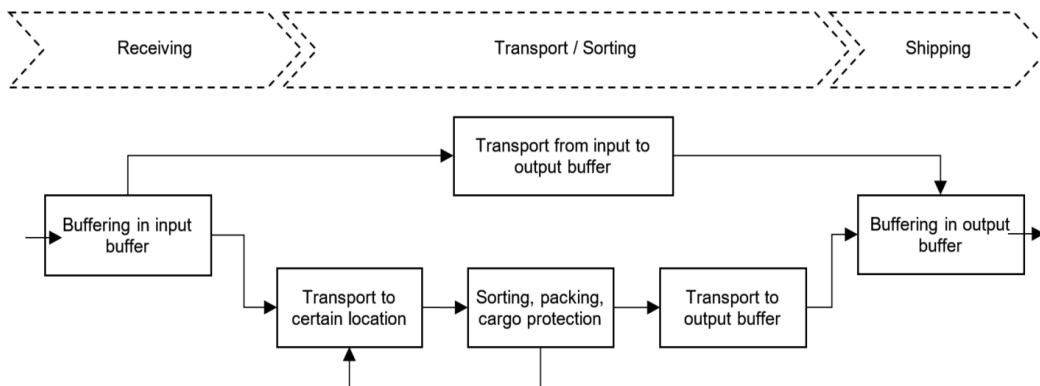 Receiving
Transport / Sorting
Shipping
Transport from input to
output buffer
Buffering in input
buffer
Buffering in output
buffer
Transport to
certain location
Sorting, packing,
cargo protection
Transport to
output buffer